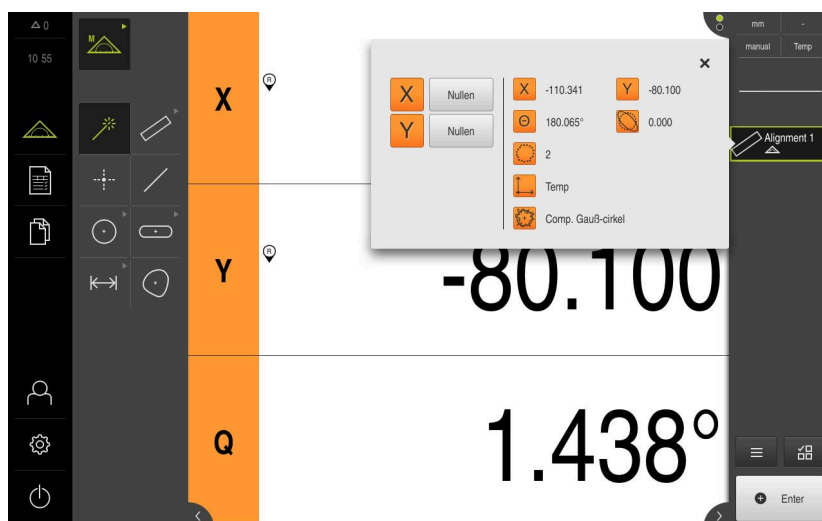 0
10 55
M
X
R
Y
R
Q
-80.100
1.438°
X Nullen
Y Nullen
X -110.341 Y -80.100
180.065° 0.000
2
Temp
Comp. Gauß-cirkel
mm -
manual Temp
Alignment 1
Enter